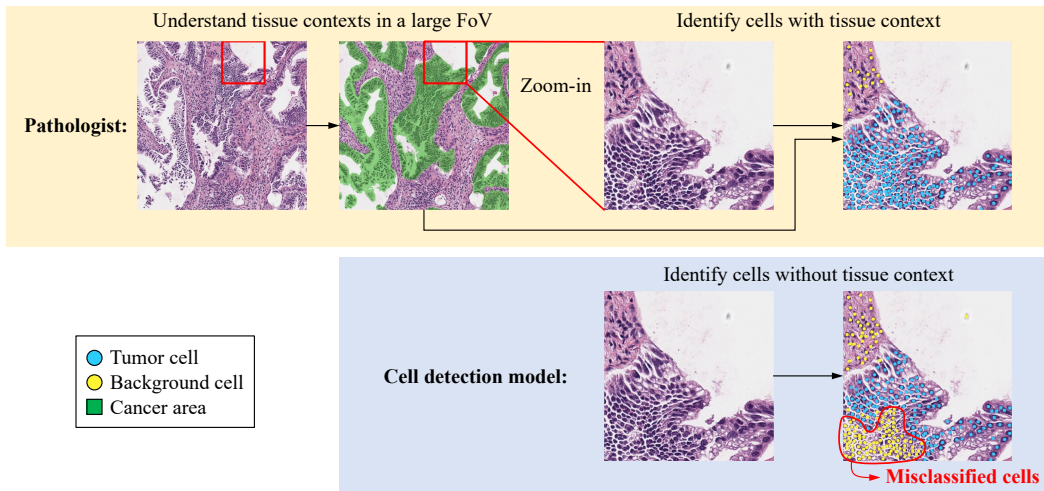 Understand tissue contexts in a large FoV
Identify cells with tissue context
Pathologist:
Zoom-in
Identify cells without tissue context
Cell detection model:
Tumor cell
Background cell
Cancer area
Misclassified cells